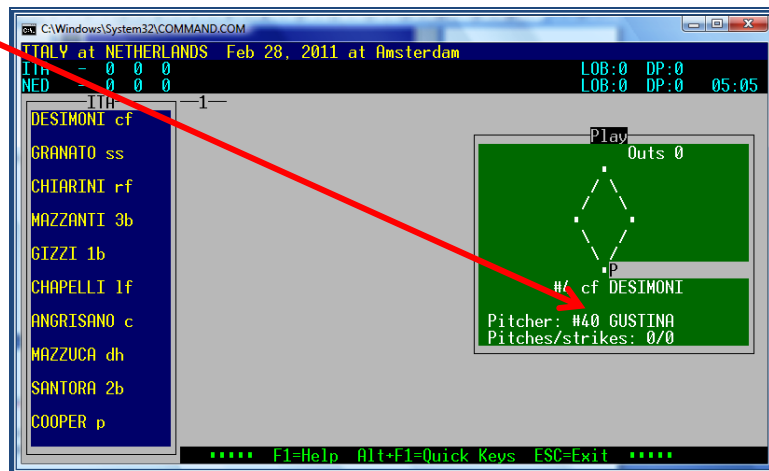 C:\Windows\System32\COMMAND.COM
ITALY at NETHERLANDS Feb 28, 2011 at Amsterdam
ITA - 0 0 0 LOB:0 DP:0
NED - 0 0 0 LOB:0 DP:0 05:05
ITA 1
DESIMONI cf
GRANATO ss
CHIARINI rf
MAZZANTI 3b
GIZZI 1b
CHAPELLI lf
ANGRISANO c
MAZZUCA dh
SANTORA 2b
COOPER p
Play
Outs 0
P
cf DESIMONI
Pitcher: #40 GUSTINA
Pitches/strikes: 0/0
F1=Help Alt+F1=Quick Keys ESC=Exit